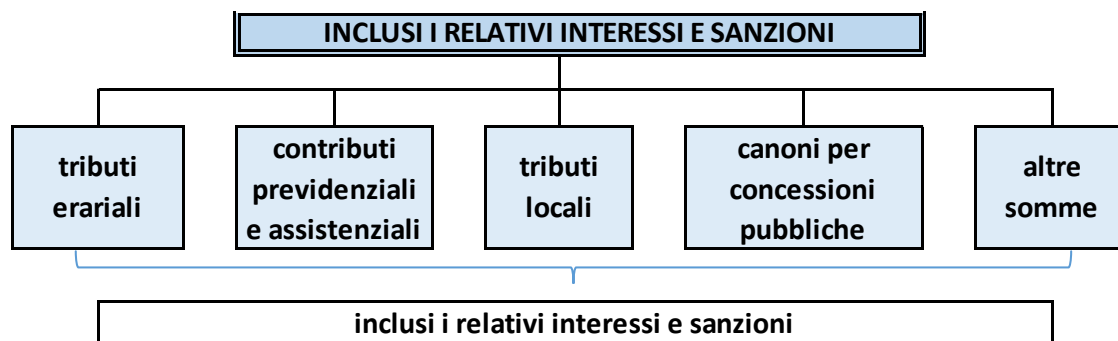 INCLUSI I RELATIVI INTERESSI E SANZIONI
tributi
erariali
contributi
previdenziali
e assistenziali
tributi
locali
canoni per
concessioni
pubbliche
altre
somme
inclusi i relativi interessi e sanzioni